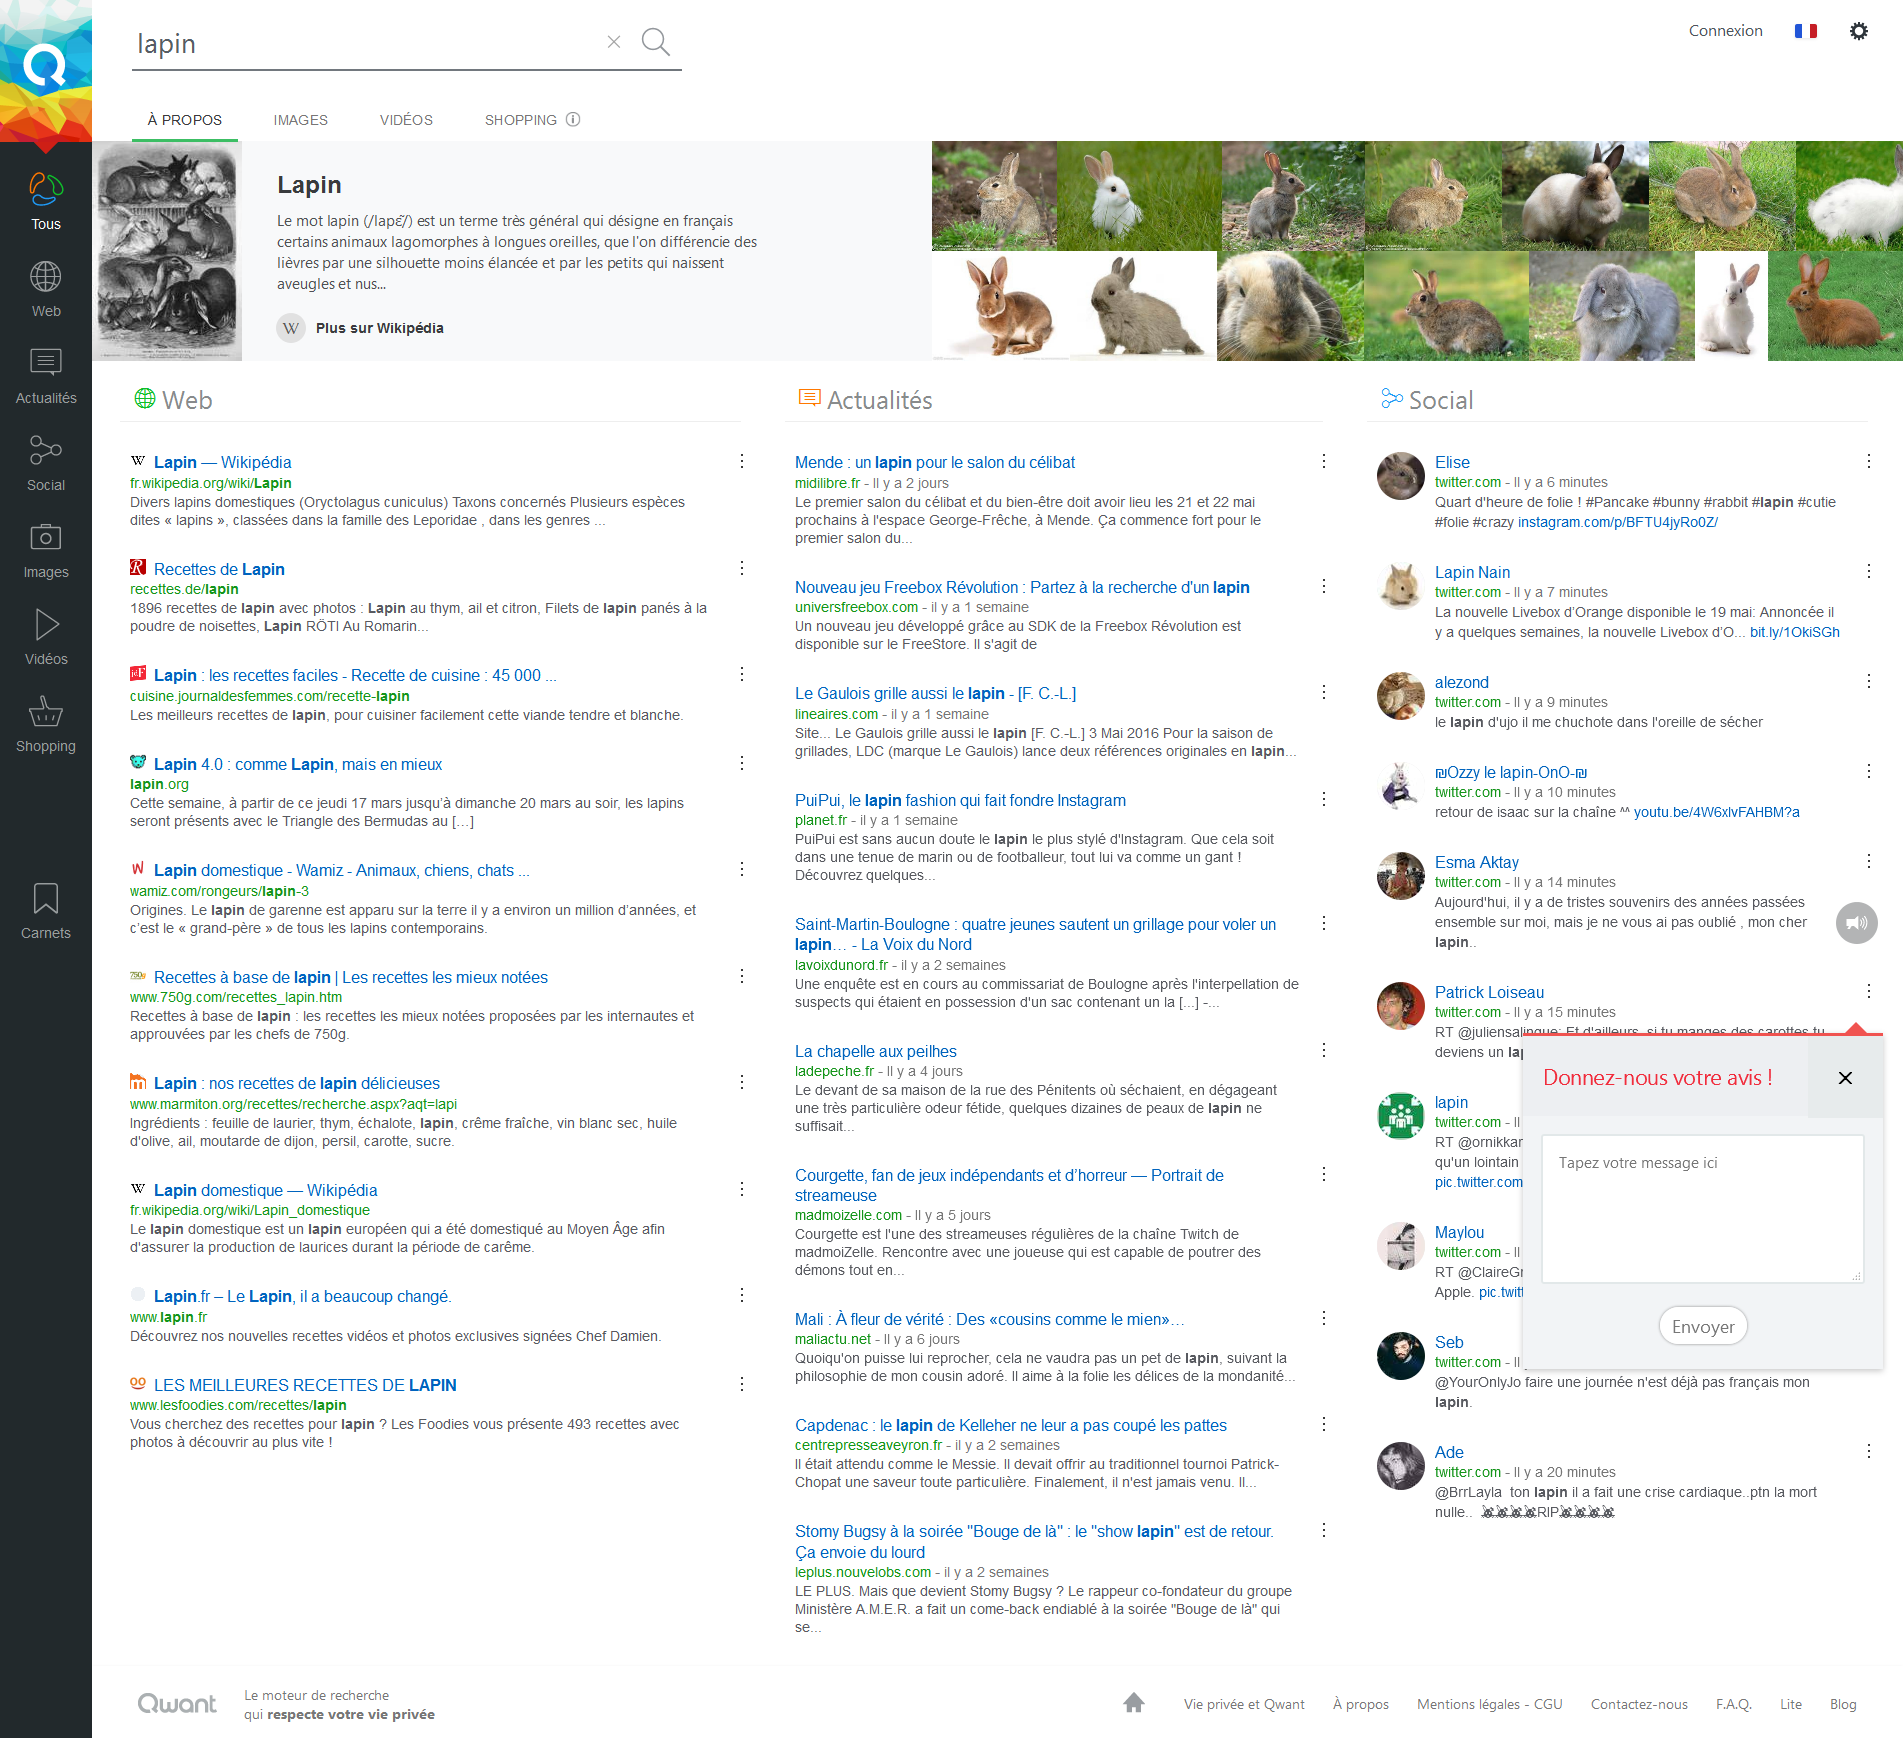 lapin
Connexion
À PROPOS
IMAGES
VIDÉOS
SHOPPING
Tous
Web
Actualités
Social
Images
Vidéos
Shopping
Carnets
Lapin
Le mot lapin (/lapɛ̃/) est un terme très général qui désigne en français
certains animaux lagomorphes à longues oreilles, que l'on différencie des
lièvres par une silhouette moins élancée et par les petits qui naissent
aveugles et nus...
W Plus sur Wikipédia
Web
Lapin — Wikipédia
fr.wikipedia.org/wiki/Lapin
Divers lapins domestiques (Oryctolagus cuniculus) Taxons concernés Plusieurs espèces
dites « lapins », classées dans la famille des Leporidae , dans les genres ...
Recettes de Lapin
recettes.de/lapin
1896 recettes de lapin avec photos : Lapin au thym, ail et citron, Filets de lapin panés à la
poudre de noisettes, Lapin RÔTI Au Romarin...
Lapin : les recettes faciles - Recette de cuisine : 45 000 ...
cuisine.journaldesfemmes.com/recette-lapin
Les meilleurs recettes de lapin, pour cuisiner facilement cette viande tendre et blanche.
Lapin 4.0 : comme Lapin, mais en mieux
lapin.org
Cette semaine, à partir de ce jeudi 17 mars jusqu'à dimanche 20 mars au soir, les lapins
seront présents avec le Triangle des Bermudas au […]
Lapin domestique - Wamiz - Animaux, chiens, chats ...
wamiz.com/rongeurs/lapin-3
Origines. Le lapin de garenne est apparu sur la terre il y a environ un million d'années, et
c'est le « grand-père » de tous les lapins contemporains.
Recettes à base de lapin | Les recettes les mieux notées
www.750g.com/recettes_lapin.htm
Recettes à base de lapin : les recettes les mieux notées proposées par les internautes et
approuvées par les chefs de 750g.
Lapin : nos recettes de lapin délicieuses
www.marmiton.org/recettes/recherche.aspx?aqt=lapi
Ingrédients : feuille de laurier, thym, échalote, lapin, crême fraîche, vin blanc sec, huile
d'olive, ail, moutarde de dijon, persil, carotte, sucre.
Lapin domestique — Wikipédia
fr.wikipedia.org/wiki/Lapin_domestique
Le lapin domestique est un lapin européen qui a été domestiqué au Moyen Âge afin
d'assurer la production de laurices durant la période de carême.
Lapin.fr – Le Lapin, il a beaucoup changé.
www.lapin.fr
Découvrez nos nouvelles recettes vidéos et photos exclusives signées Chef Damien.
LES MEILLEURES RECETTES DE LAPIN
www.lesfoodies.com/recettes/lapin
Vous cherchez des recettes pour lapin ? Les Foodies vous présente 493 recettes avec
photos à découvrir au plus vite !
Actualités
Mende : un lapin pour le salon du célibat
midilibre.fr - Il y a 2 jours
Le premier salon du célibat et du bien-être doit avoir lieu les 21 et 22 mai
prochains à l'espace George-Frêche, à Mende. Ça commence fort pour le
premier salon du...
Nouveau jeu Freebox Révolution : Partez à la recherche d'un lapin
universfreebox.com - il y a 1 semaine
Un nouveau jeu développé grâce au SDK de la Freebox Révolution est
disponible sur le FreeStore. Il s'agit de
Le Gaulois grille aussi le lapin - [F. C.-L.]
lineaires.com - il y a 1 semaine
Site... Le Gaulois grille aussi le lapin [F. C.-L.] 3 Mai 2016 Pour la saison de
grillades, LDC (marque Le Gaulois) lance deux références originales en lapin...
PuiPui, le lapin fashion qui fait fondre Instagram
planet.fr - il y a 1 semaine
PuiPui est sans aucun doute le lapin le plus stylé d'Instagram. Que cela soit
dans une tenue de marin ou de footballeur, tout lui va comme un gant !
Découvrez quelques...
Saint-Martin-Boulogne : quatre jeunes sautent un grillage pour voler un
lapin… - La Voix du Nord
lavoixdunord.fr - il y a 2 semaines
Une enquête est en cours au commissariat de Boulogne après l'interpellation de
suspects qui étaient en possession d'un sac contenant un la [...] -...
La chapelle aux peilhes
ladepeche.fr - Il y a 4 jours
Le devant de sa maison de la rue des Pénitents où séchaient, en dégageant
une très particulière odeur fétide, quelques dizaines de peaux de lapin ne
suffisait...
Courgette, fan de jeux indépendants et d'horreur — Portrait de
streameuse
madmoizelle.com - Il y a 5 jours
Courgette est l'une des streameuses régulières de la chaîne Twitch de
madmoiZelle. Rencontre avec une joueuse qui est capable de poutrer des
démons tout en...
Mali : À fleur de vérité : Des «cousins comme le mien»…
maliactu.net - Il y a 6 jours
Quoiqu'on puisse lui reprocher, cela ne vaudra pas un pet de lapin, suivant la
philosophie de mon cousin adoré. Il aime à la folie les délices de la mondanité...
Capdenac : le lapin de Kelleher ne leur a pas coupé les pattes
centrepresseaveyron.fr - il y a 2 semaines
Il était attendu comme le Messie. Il devait offrir au traditionnel tournoi Patrick-
Chopat une saveur toute particulière. Finalement, il n'est jamais venu. Il...
Stomy Bugsy à la soirée "Bouge de là" : le "show lapin" est de retour.
Ça envoie du lourd
leplus.nouvelobs.com - il y a 2 semaines
LE PLUS. Mais que devient Stomy Bugsy ? Le rappeur co-fondateur du groupe
Ministère A.M.E.R. a fait un come-back endiablé à la soirée "Bouge de là" qui
se...
Social
Elise
twitter.com - Il y a 6 minutes
Quart d'heure de folie ! #Pancake #bunny #rabbit #lapin #cutie
#folie #crazy instagram.com/p/BFTU4jyRo0Z/
Lapin Nain
twitter.com - Il y a 7 minutes
La nouvelle Livebox d'Orange disponible le 19 mai: Annoncée il
y a quelques semaines, la nouvelle Livebox d'O... bit.ly/1OkiSGh
alezond
twitter.com - Il y a 9 minutes
le lapin d'ujo il me chuchote dans l'oreille de sécher
₪Ozzy le lapin-OnO-₪
twitter.com - Il y a 10 minutes
retour de isaac sur la chaîne ^^ youtu.be/4W6xlvFAHBM?a
Esma Aktay
twitter.com - Il y a 14 minutes
Aujourd'hui, il y a de tristes souvenirs des années passées
ensemble sur moi, mais je ne vous ai pas oublié , mon cher
lapin..
Patrick Loiseau
twitter.com - Il y a 15 minutes
RT @juliensalingue: Et d'ailleurs, si tu manges des carottes tu
deviens un lap
lapin
twitter.com - Il
RT @ornikkar
qu'un lointain
pic.twitter.com
Maylou
twitter.com - Il
RT @ClaireGr
Apple. pic.twitt
Seb
twitter.com - Il
@YourOnlyJo faire une journée n'est déjà pas français mon
lapin.
Ade
twitter.com - Il y a 20 minutes
@BrrLayla ton lapin il a fait une crise cardiaque..ptn la mort
nulle.. ☠☠☠☠RIP☠☠☠☠
Donnez-nous votre avis !
Tapez votre message ici
Envoyer
Qwant
Le moteur de recherche
qui respecte votre vie privée
Vie privée et Qwant
À propos
Mentions légales - CGU
Contactez-nous
F.A.Q.
Lite
Blog